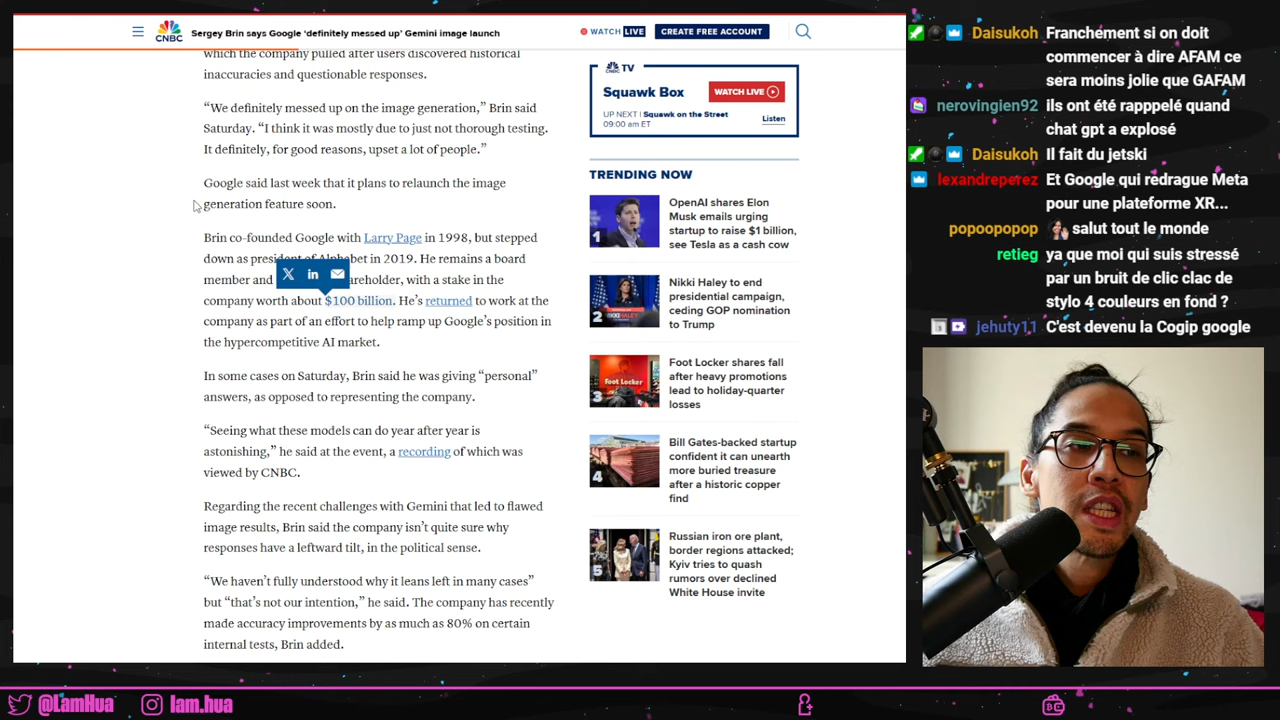 CNBC
Sergey Brin says Google ‘definitely messed up’ Gemini image launch
WATCH LIVE
CREATE FREE ACCOUNT
which the company pulled after users discovered historical
inaccuracies and questionable responses.
“We definitely messed up on the image generation,” Brin said
Saturday. “I think it was mostly due to just not thorough testing.
It definitely, for good reasons, upset a lot of people.”
Google said last week that it plans to relaunch the image
generation feature soon.
Brin co-founded Google with Larry Page in 1998, but stepped
down as president of Alphabet in 2019. He remains a board
member and areholder, with a stake in the
company worth about $100 billion. He’s returned to work at the
company as part of an effort to help ramp up Google’s position in
the hypercompetitive AI market.
In some cases on Saturday, Brin said he was giving “personal”
answers, as opposed to representing the company.
“Seeing what these models can do year after year is
astonishing,” he said at the event, a recording of which was
viewed by CNBC.
Regarding the recent challenges with Gemini that led to flawed
image results, Brin said the company isn’t quite sure why
responses have a leftward tilt, in the political sense.
“We haven’t fully understood why it leans left in many cases”
but “that’s not our intention,” he said. The company has recently
made accuracy improvements by as much as 80% on certain
internal tests, Brin added.
CNBC TV
Squawk Box
WATCH LIVE
UP NEXT | Squawk on the Street
09:00 am ET
Listen
TRENDING NOW
1
OpenAI shares Elon
Musk emails urging
startup to raise $1 billion,
see Tesla as a cash cow
2
Nikki Haley to end
presidential campaign,
ceding GOP nomination
to Trump
Foot Locker
3
Foot Locker shares fall
after heavy promotions
lead to holiday-quarter
losses
4
Bill Gates-backed startup
confident it can unearth
more buried treasure
after a historic copper
find
5
Russian iron ore plant,
border regions attacked;
Kyiv tries to quash
rumors over declined
White House invite
Daisukoh Franchement si on doit
commencer à dire AFAM ce
sera moins jolie que GAFAM
nerovingien92 ils ont été rapppelé quand
chat gpt a explosé
Daisukoh Il fait du jetski
lexandreperez Et Google qui redrague Meta
pour une plateforme XR...
popoopopop salut tout le monde
retieg ya que moi qui suis stressé
par un bruit de clic clac de
stylo 4 couleurs en fond ?
jehuty11 C'est devenu la Cogip google
@LamHua
lam.hua